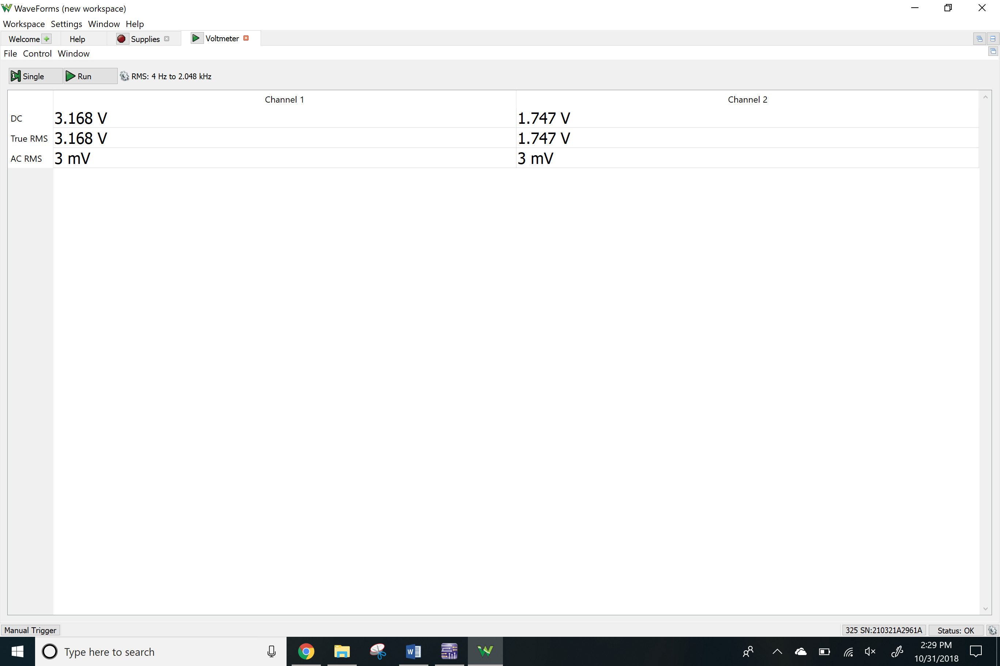 WaveForms (new workspace)
Workspace Settings Window Help
Welcome Help Supplies Voltmeter
File Control Window
Single Run RMS: 4 Hz to 2.048 kHz
Channel 1 Channel 2
DC 3.168 V 1.747 V
True RMS 3.168 V 1.747 V
AC RMS 3 mV 3 mV
Manual Trigger 325 SN:210321A2961A Status: OK
Type here to search
2:29 PM
10/31/2018